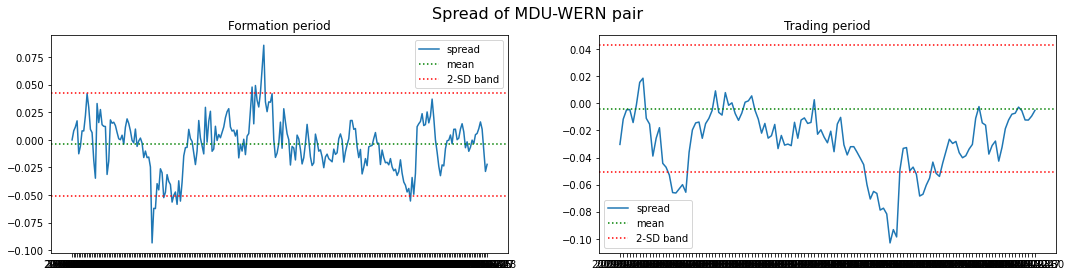 Spread of MDU-WERN pair
Formation period
0.075
0.050
0.025
0.000
−0.025
−0.050
−0.075
−0.100
spread
mean
2-SD band
Trading period
0.04
0.02
0.00
−0.02
−0.04
−0.06
−0.08
−0.10
spread
mean
2-SD band